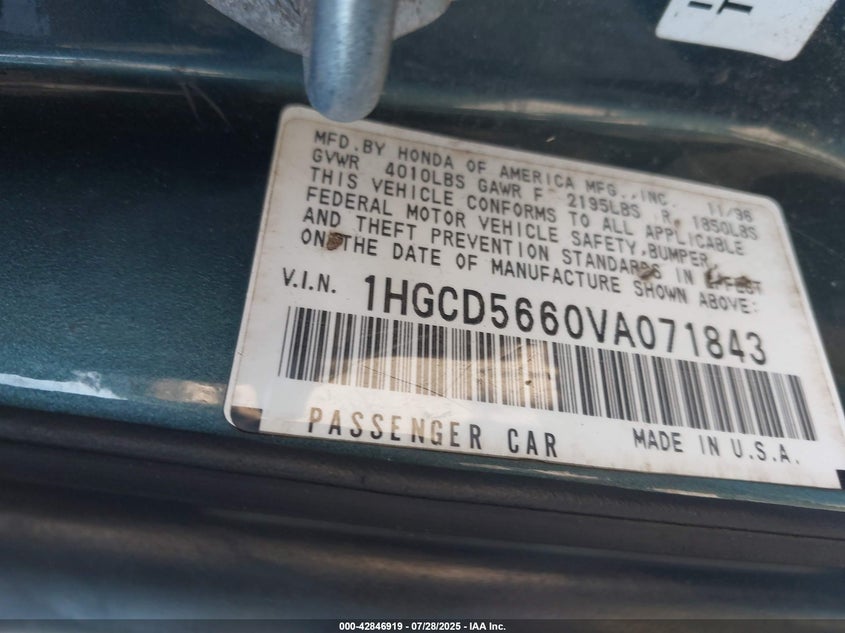 MFD.BY HONDA OF AMERICA MFG.,INC. 11/96
GVWR 4010LBS GAWR F 2195LBS R 1850LBS
THIS VEHICLE CONFORMS TO ALL APPLICABLE
FEDERAL MOTOR VEHICLE SAFETY,BUMPER,
AND THEFT PREVENTION STANDARDS IN EFFECT
ON THE DATE OF MANUFACTURE SHOWN ABOVE:
V.I.N. 1HGCD5660VA071843
PASSENGER CAR MADE IN U.S.A.
000-42846919 / 07/28/2025 - IAA Inc.